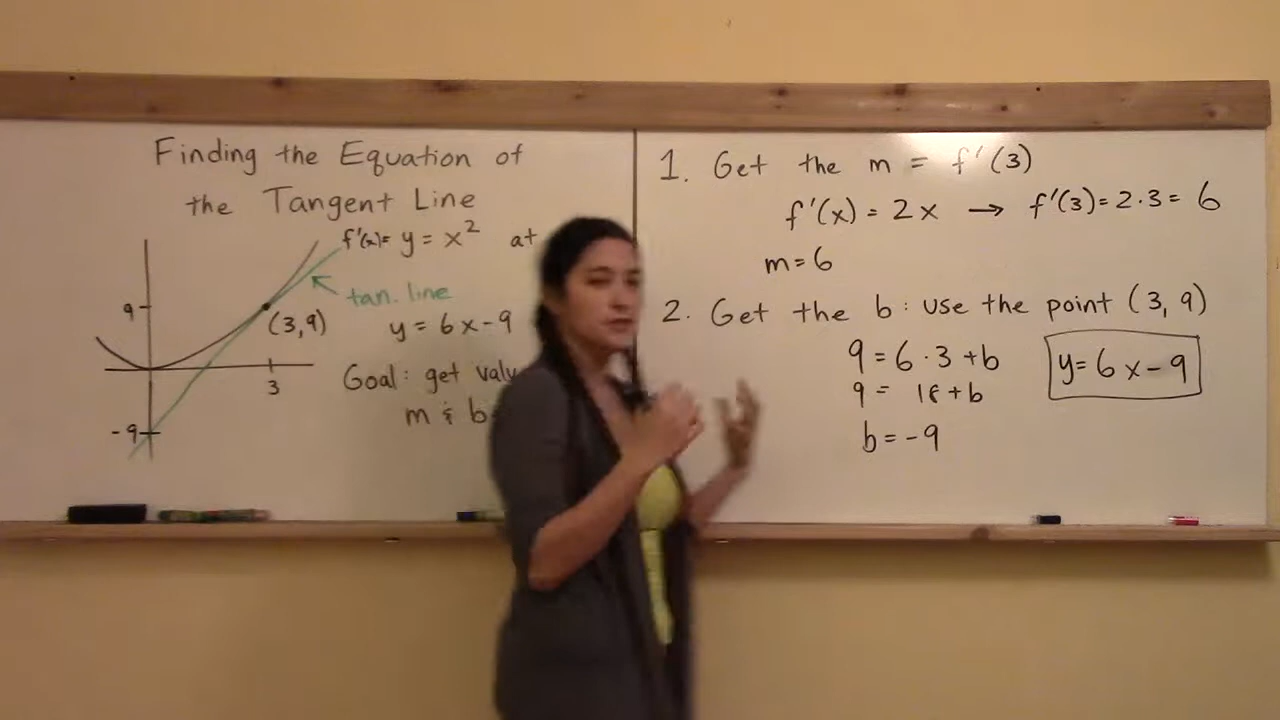 Finding the Equation of
the Tangent Line
f'(x)= y = x² at
tan. line
9
(3,9)
y = 6x-9
3
Goal: get valu
m & b
-9
1. Get the m = f'(3)
f'(x) = 2x → f'(3)=2·3= 6
m=6
2. Get the b: use the point (3, 9)
9 = 6·3 +b
y=6x-9
9 = 18+b
b=-9